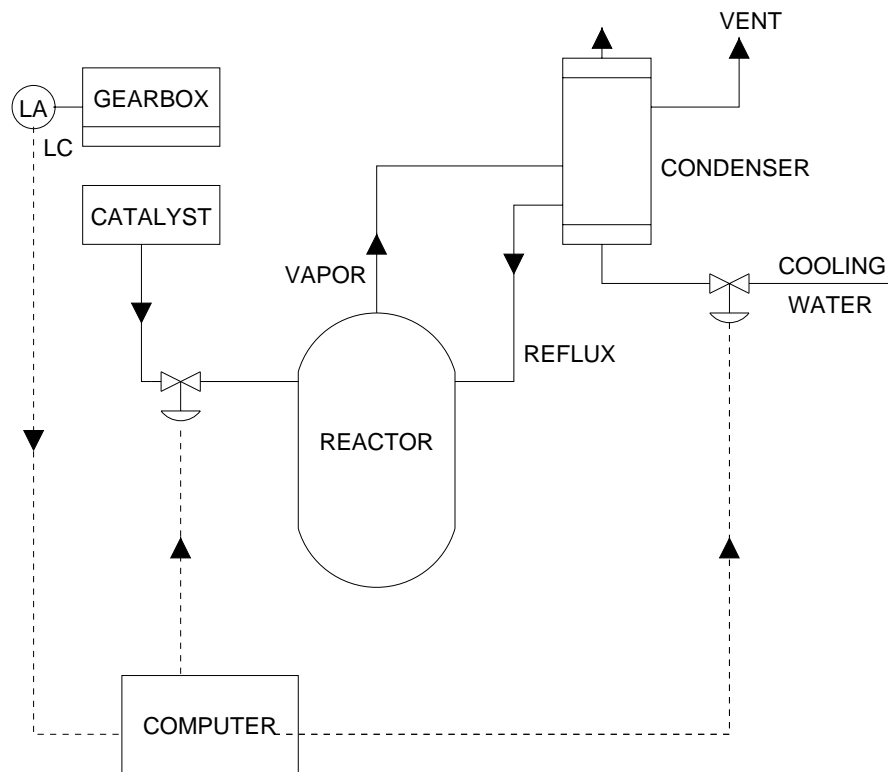 VENT
GEARBOX
LA
LC
CONDENSER
CATALYST
VAPOR
COOLING
WATER
REFLUX
REACTOR
COMPUTER